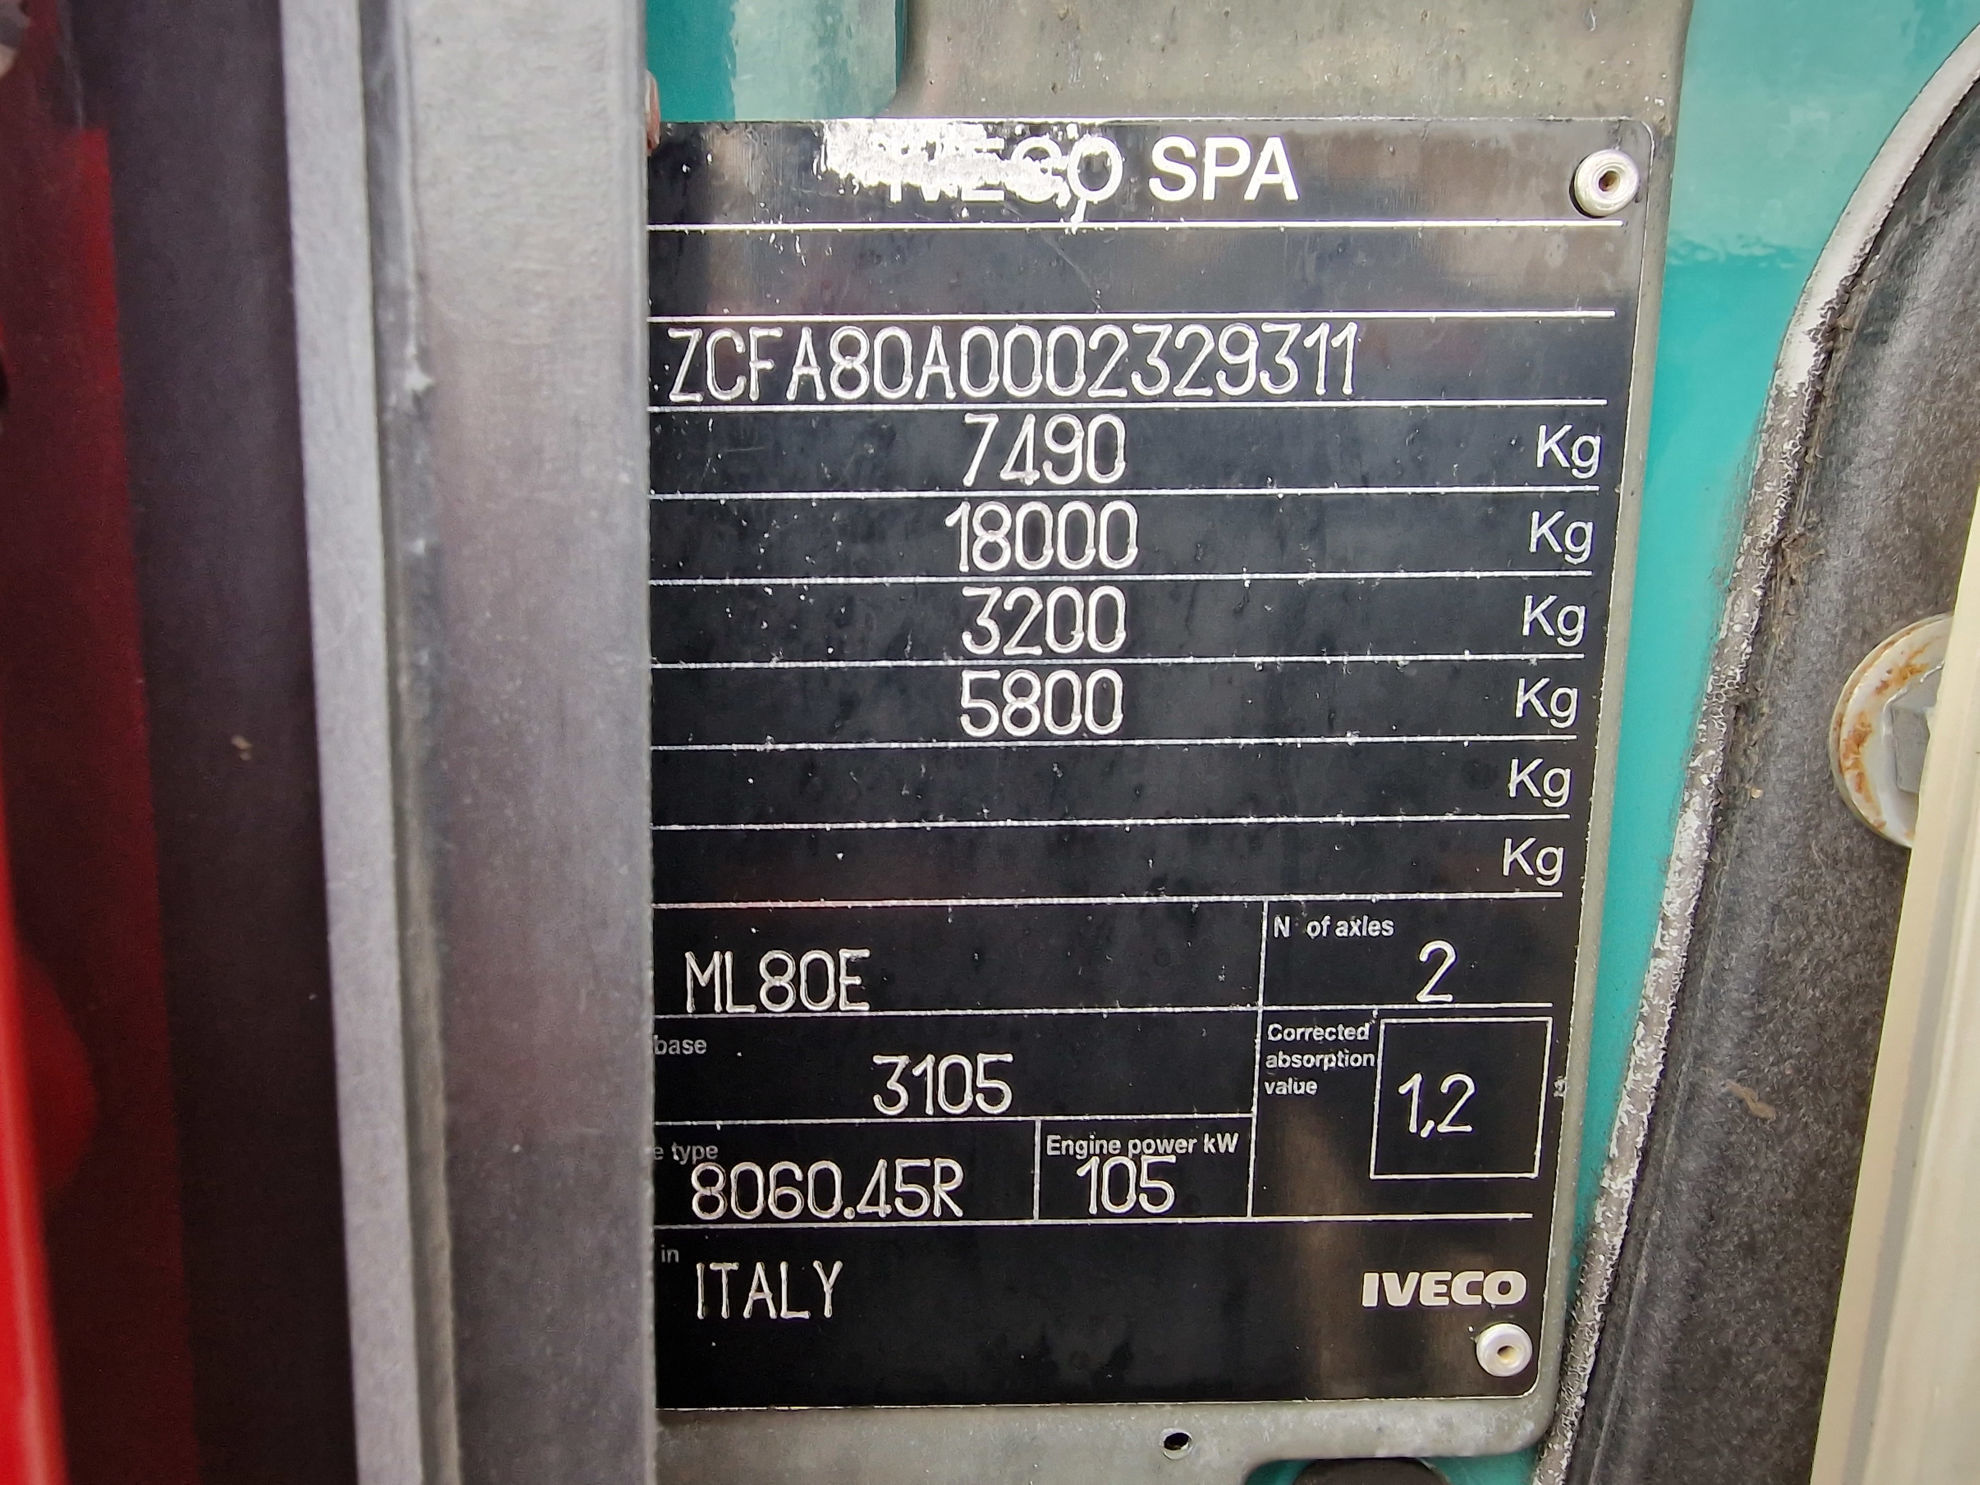 IVECO SPA
ZCFA80A0002329311
7490 Kg
18000 Kg
3200 Kg
5800 Kg
Kg
Kg
ML80E
N of axles
2
base
3105
Corrected
absorption
value
1,2
e type
8060.45R
Engine power kW
105
in
ITALY
IVECO